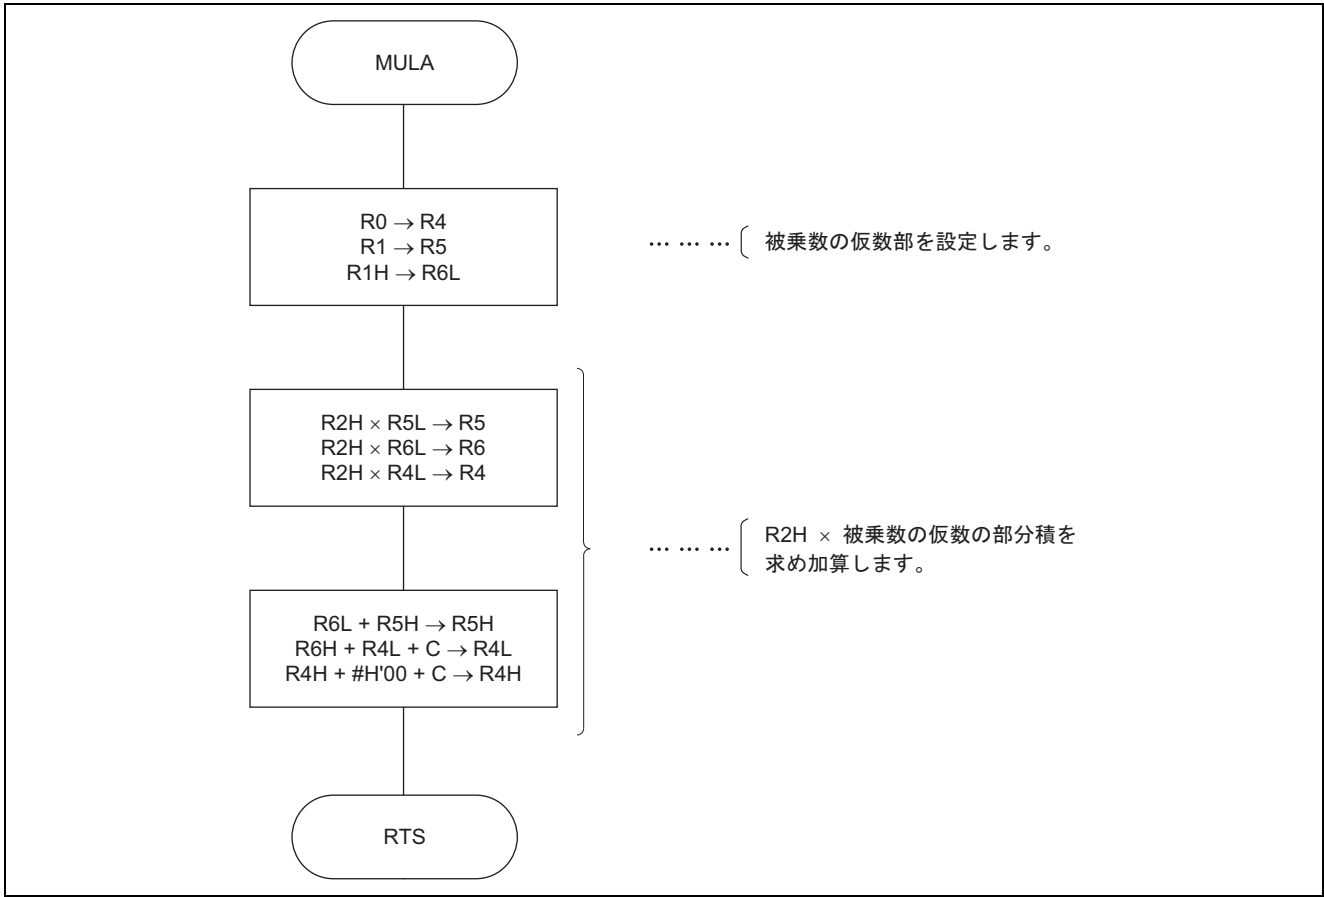 MULA
R0 → R4
R1 → R5
R1H → R6L
… … … 被乗数の仮数部を設定します。
R2H × R5L → R5
R2H × R6L → R6
R2H × R4L → R4
… … … R2H × 被乗数の仮数の部分積を
求め加算します。
R6L + R5H → R5H
R6H + R4L + C → R4L
R4H + #H'00 + C → R4H
RTS